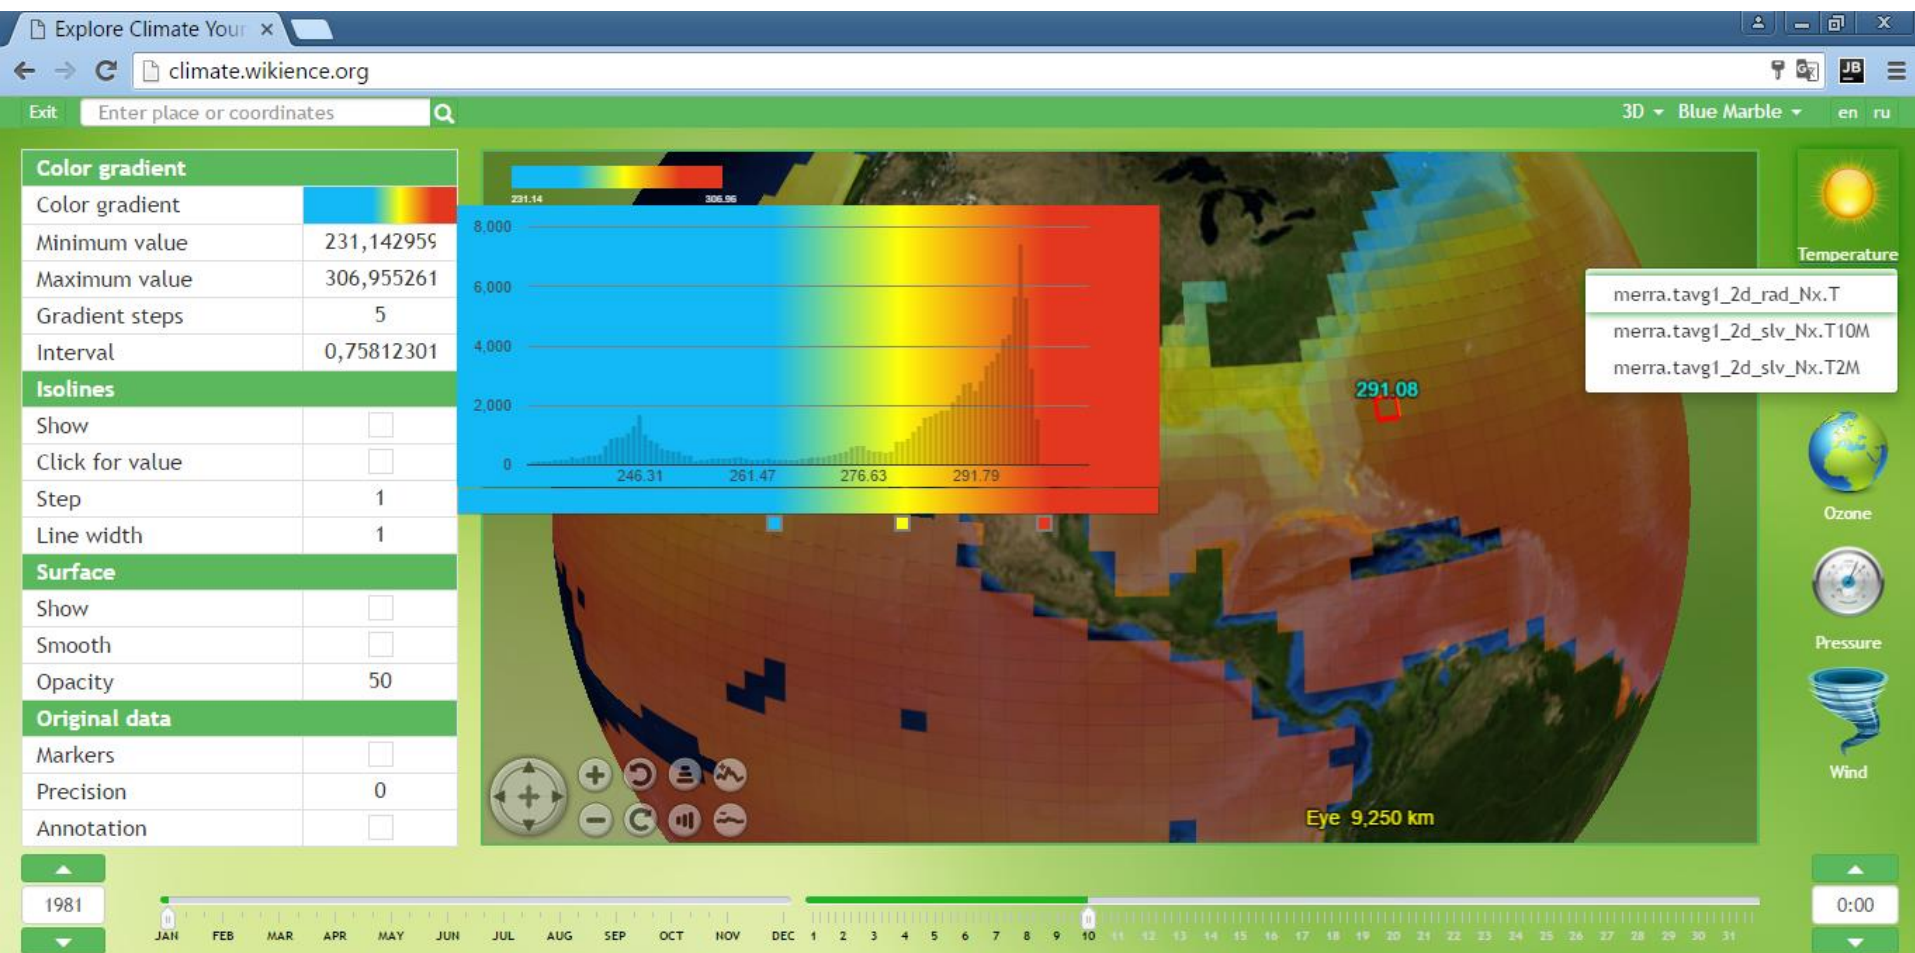 Explore Climate Your
climate.wikience.org
JB
Exit Enter place or coordinates 3D Blue Marble en ru
Color gradient
Color gradient
Minimum value 231,142959
Maximum value 306,955261
Gradient steps 5
Interval 0,75812301
Isolines
Show
Click for value
Step 1
Line width 1
Surface
Show
Smooth
Opacity 50
Original data
Markers
Precision 0
Annotation
231.14 306.96
8,000
6,000
4,000
2,000
0
246.31 261.47 276.63 291.79
291.08
Eye 9,250 km
Temperature
merra.tavg1_2d_rad_Nx.T
merra.tavg1_2d_slv_Nx.T10M
merra.tavg1_2d_slv_Nx.T2M
Ozone
Pressure
Wind
1981
JAN FEB MAR APR MAY JUN JUL AUG SEP OCT NOV DEC 1 2 3 4 5 6 7 8 9 10 11 12 13 14 15 16 17 18 19 20 21 22 23 24 25 26 27 28 29 30 31
0:00